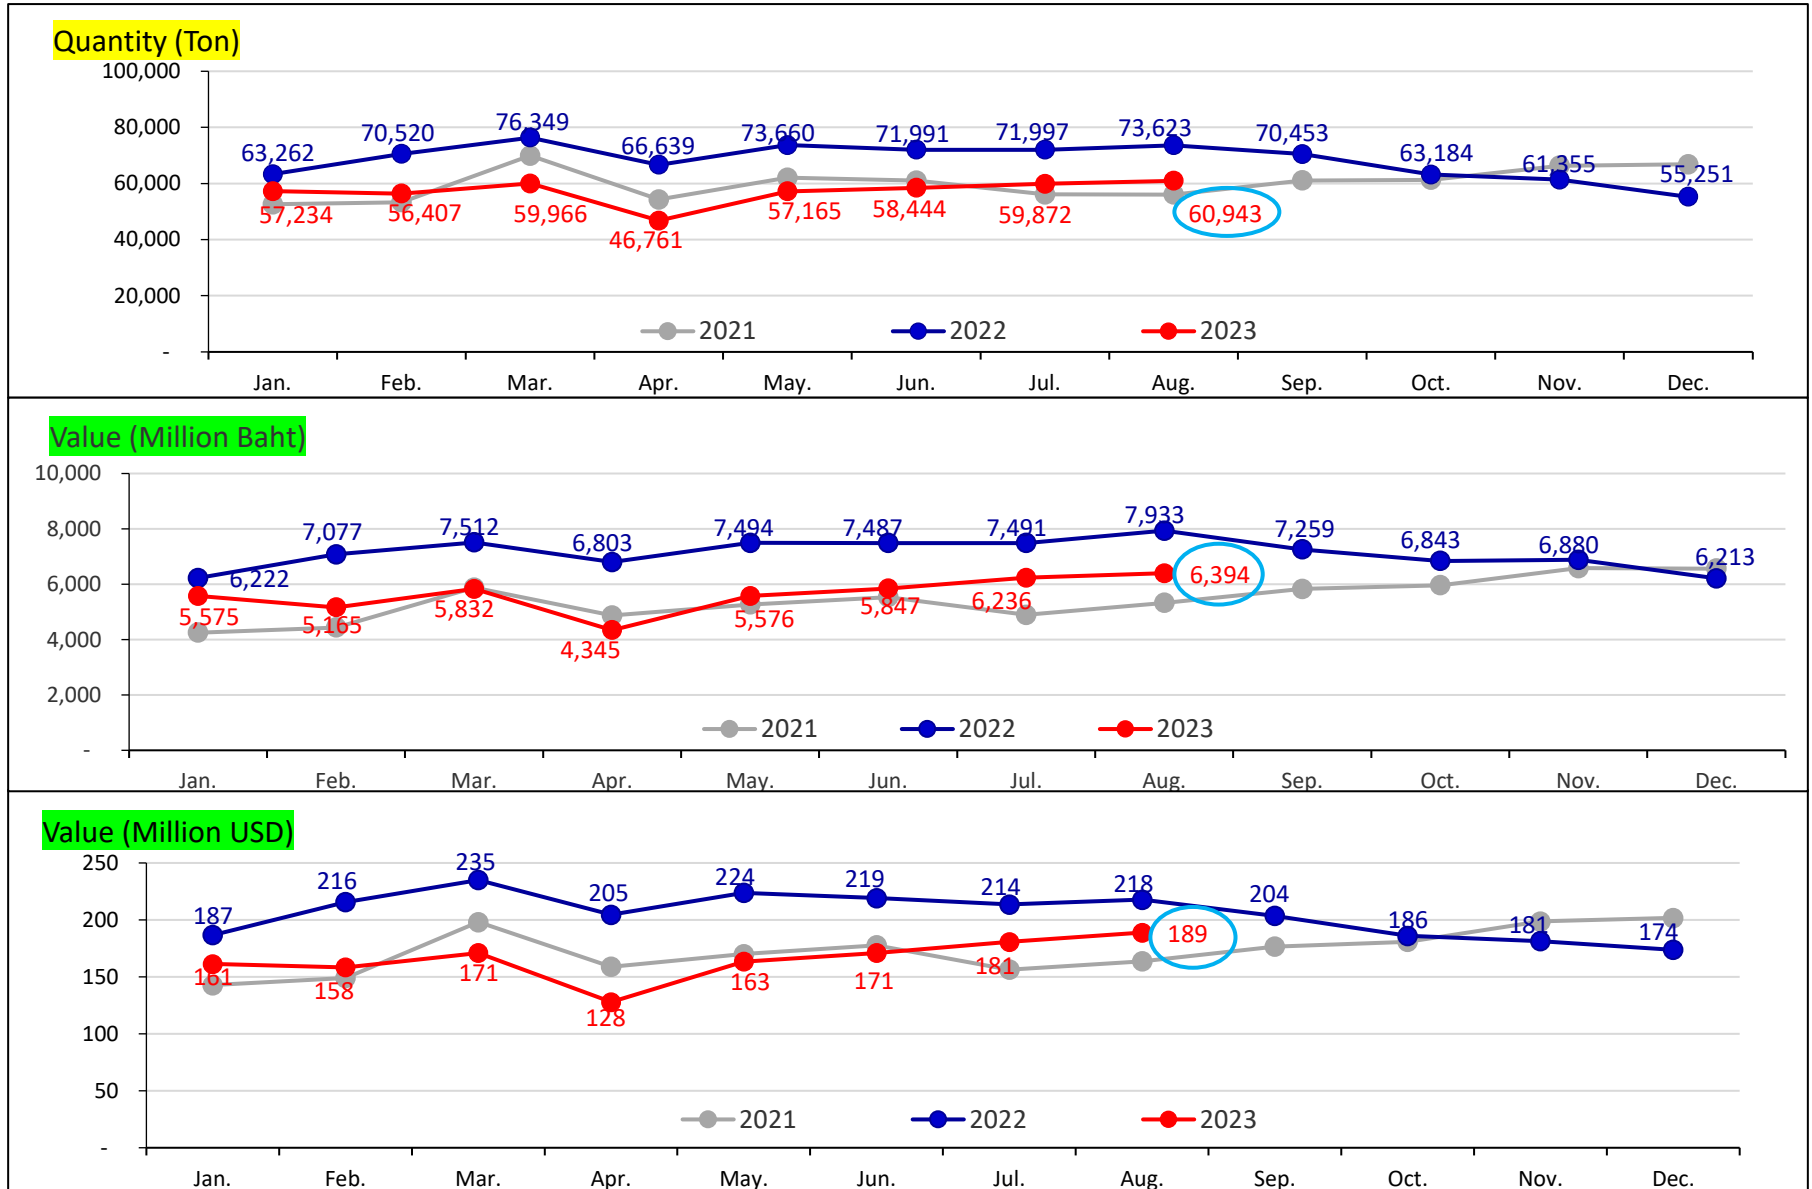 Quantity (Ton)
100,000
80,000
60,000
40,000
20,000
-
63,262
70,520
76,349
66,639
73,660
71,991
71,997
73,623
70,453
63,184
61,355
55,251
57,234
56,407
59,966
46,761
57,165
58,444
59,872
60,943
2021
2022
2023
Jan.
Feb.
Mar.
Apr.
May.
Jun.
Jul.
Aug.
Sep.
Oct.
Nov.
Dec.
Value (Million Baht)
10,000
8,000
6,000
4,000
2,000
-
6,222
7,077
7,512
6,803
7,494
7,487
7,491
7,933
7,259
6,843
6,880
6,213
5,575
5,165
5,832
4,345
5,576
5,847
6,236
6,394
2021
2022
2023
Jan.
Feb.
Mar.
Apr.
May.
Jun.
Jul.
Aug.
Sep.
Oct.
Nov.
Dec.
Value (Million USD)
250
200
150
100
50
-
187
216
235
205
224
219
214
218
204
186
181
174
161
158
171
128
163
171
181
189
2021
2022
2023
Jan.
Feb.
Mar.
Apr.
May.
Jun.
Jul.
Aug.
Sep.
Oct.
Nov.
Dec.